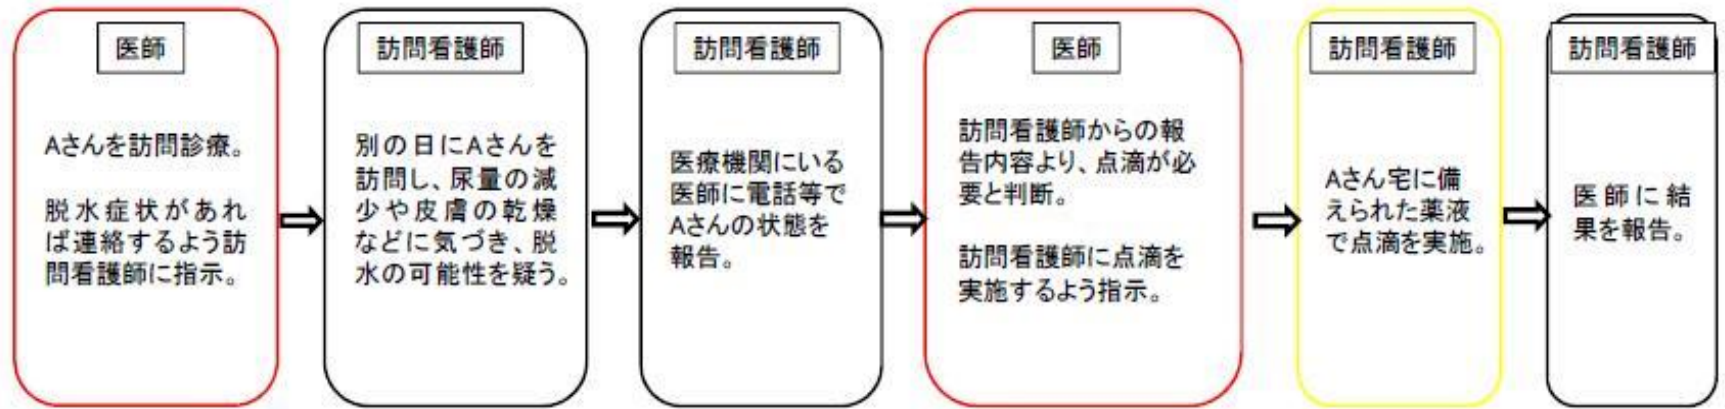 医師
Aさんを訪問診療。
脱水症状があれ
ば連絡するよう訪
問看護師に指示。
訪問看護師
別の日にAさんを
訪問し、尿量の減
少や皮膚の乾燥
などに気づき、脱
水の可能性を疑う。
訪問看護師
医療機関にいる
医師に電話等で
Aさんの状態を
報告。
医師
訪問看護師からの報
告内容より、点滴が必
要と判断。
訪問看護師に点滴を
実施するよう指示。
訪問看護師
Aさん宅に備
えられた薬液
で点滴を実施。
訪問看護師
医師に結
果を報告。